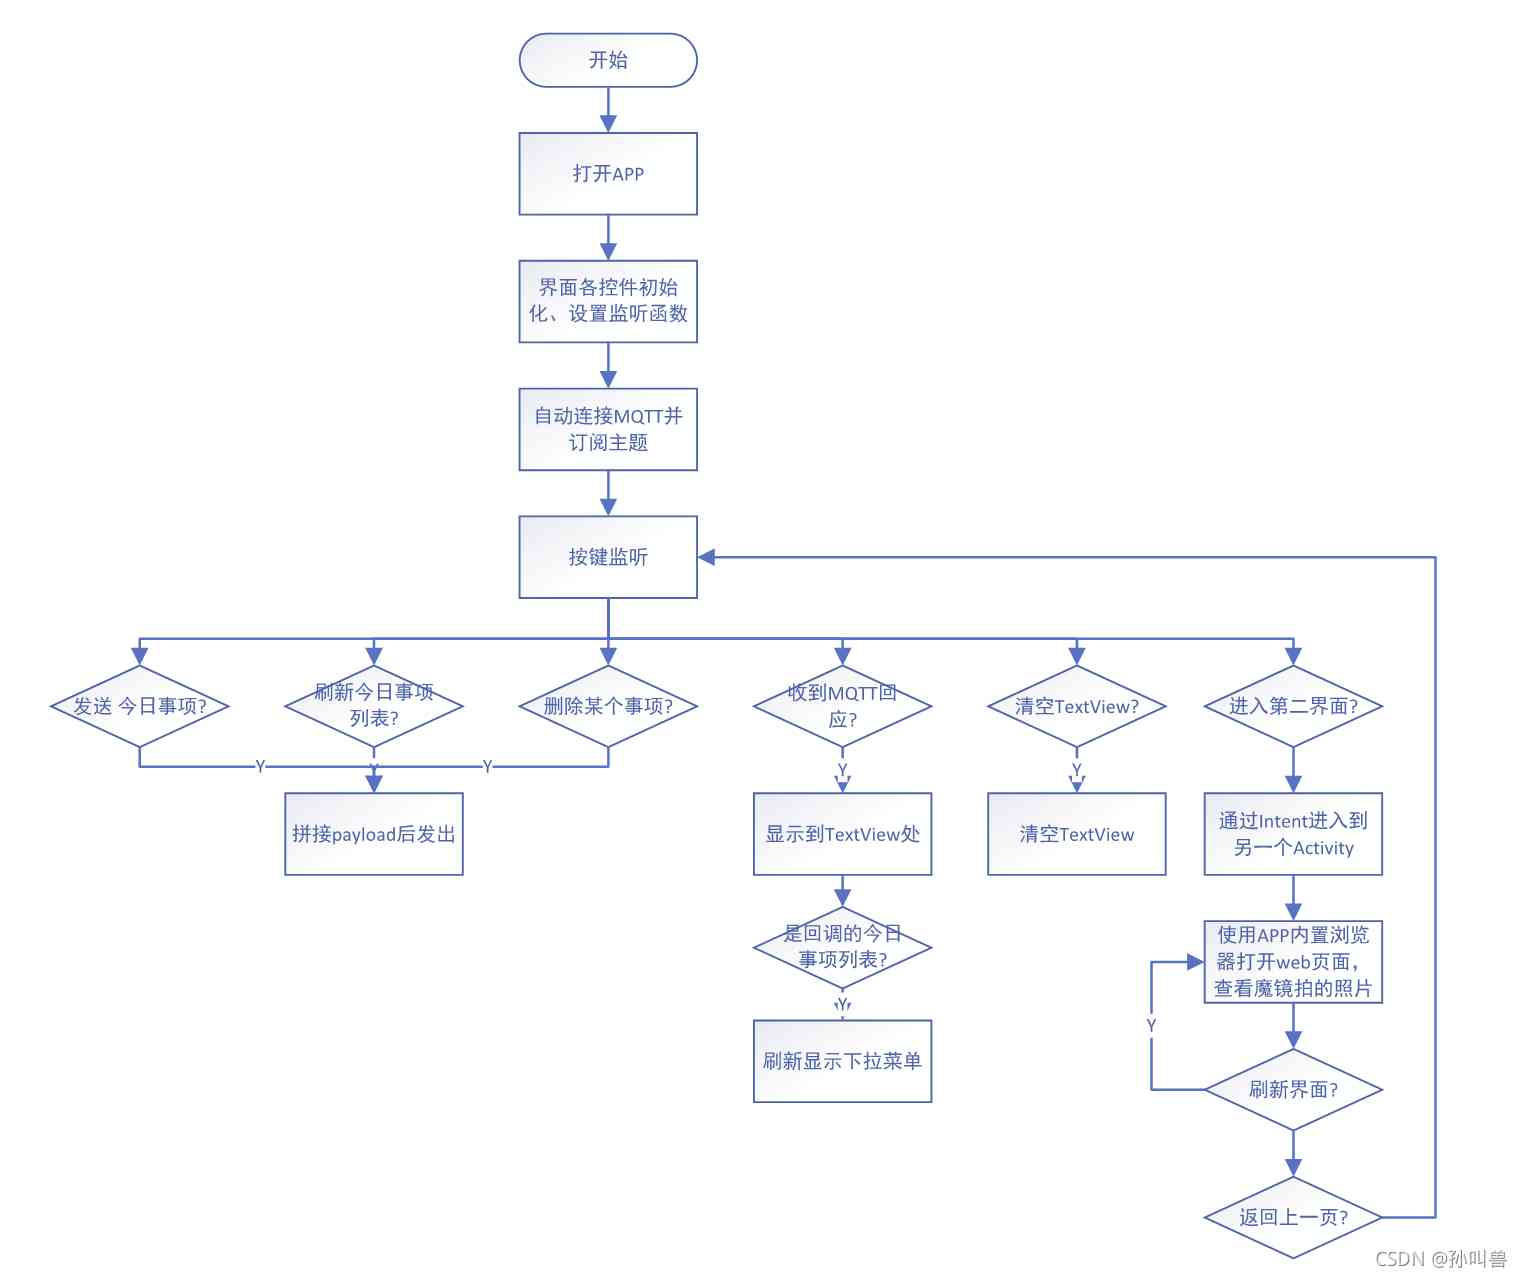 开始
打开APP
界面各控件初始
化、设置监听函数
自动连接MQTT并
订阅主题
按键监听
发送 今日事项?
刷新今日事项
列表?
删除某个事项?
收到MQTT回
应?
清空TextView?
进入第二界面?
Y
Y
Y
Y
Y
拼接payload后发出
显示到TextView处
清空TextView
通过Intent进入到
另一个Activity
是回调的今日
事项列表?
使用APP内置浏览
器打开web页面，
查看魔镜拍的照片
Y
Y
刷新显示下拉菜单
刷新界面?
返回上一页?
CSDN @孙叫兽